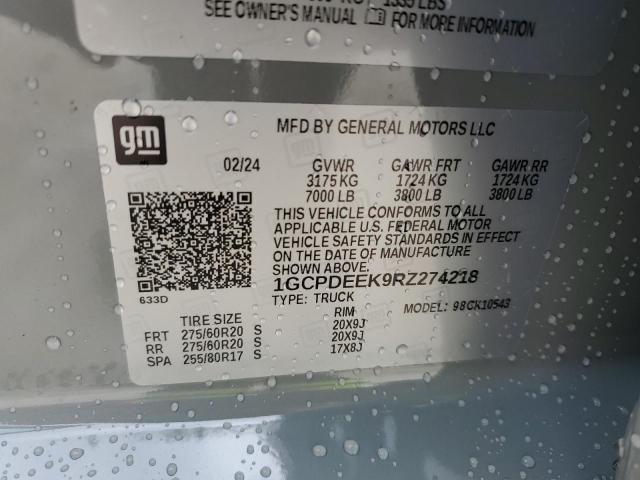 1335 LBS
SEE OWNER'S MANUAL FOR MORE INFORMATION
gm
MFD BY GENERAL MOTORS LLC
02/24 GVWR GAWR FRT GAWR RR
3175 KG 1724 KG 1724 KG
7000 LB 3800 LB 3800 LB
THIS VEHICLE CONFORMS TO ALL
APPLICABLE U.S. FEDERAL MOTOR
VEHICLE SAFETY STANDARDS IN EFFECT
ON THE DATE OF MANUFACTURE
SHOWN ABOVE.
1GCPDEEK9RZ274218
TYPE: TRUCK MODEL: 98CK10543
633D
TIRE SIZE RIM
FRT 275/60R20 S 20X9J
RR 275/60R20 S 20X9J
SPA 255/80R17 S 17X8J